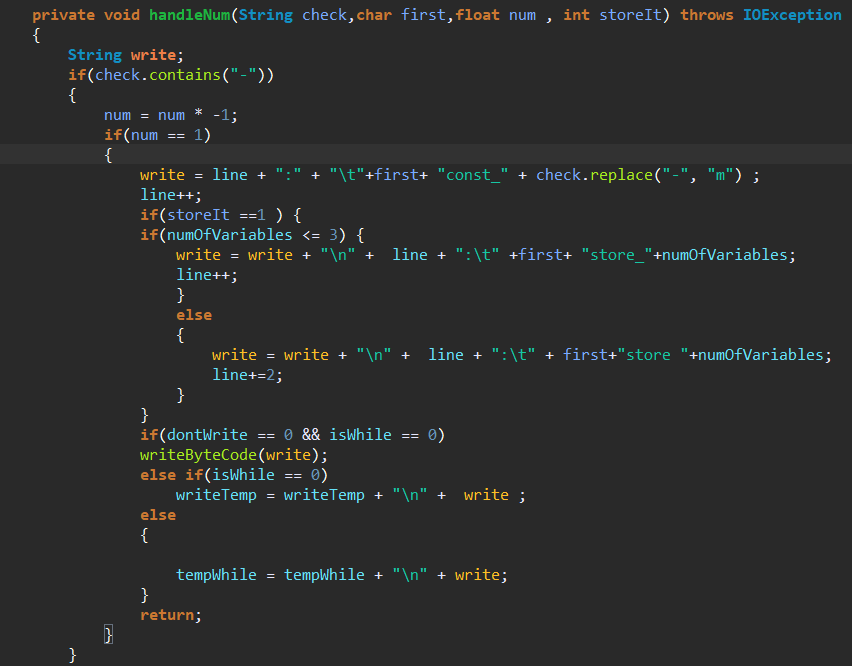 private void handleNum(String check,char first,float num , int storeIt) throws IOException
{
String write;
if(check.contains("-"))
{
num = num * -1;
if(num == 1)
{
write = line + ":" + "\t"+first+ "const_" + check.replace("-", "m") ;
line++;
if(storeIt ==1 ) {
if(numOfVariables <= 3) {
write = write + "\n" +  line + ":\t" +first+ "store_"+numOfVariables;
line++;
}
else
{
write = write + "\n" +  line + ":\t" + first+"store "+numOfVariables;
line+=2;
}
}
if(dontWrite == 0 && isWhile == 0)
writeByteCode(write);
else if(isWhile == 0)
writeTemp = writeTemp + "\n" +  write ;
else
{
tempWhile = tempWhile + "\n" + write;
}
return;
}
}